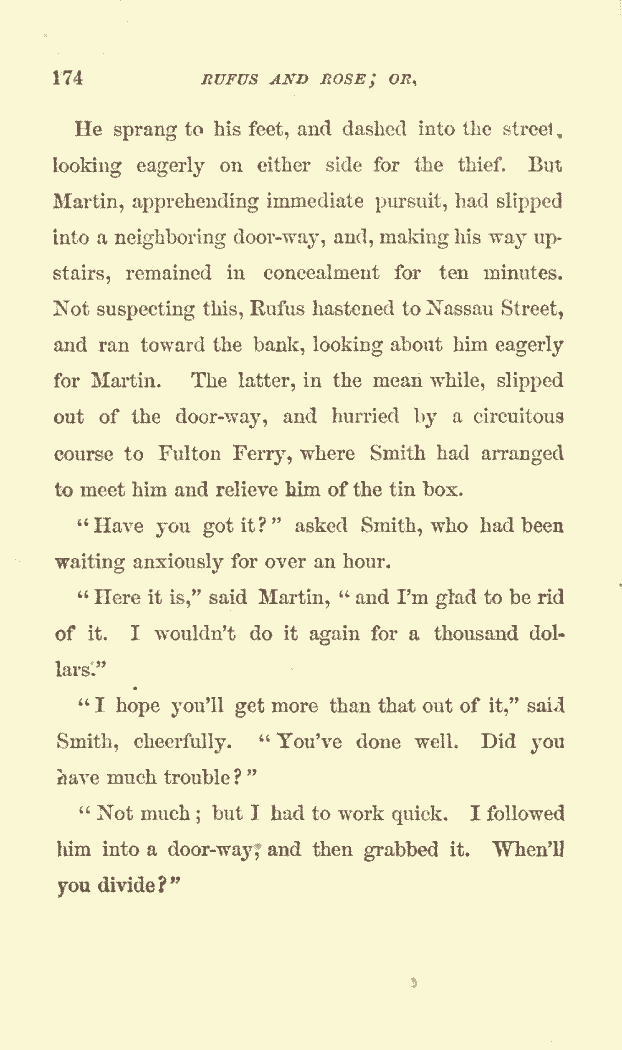 174 RUFUS AND ROSE; OR,
He sprang to his feet, and dashed into the street,
looking eagerly on either side for the thief. But
Martin, apprehending immediate pursuit, had slipped
into a neighboring door-way, and, making his way up-
stairs, remained in concealment for ten minutes.
Not suspecting this, Rufus hastened to Nassau Street,
and ran toward the bank, looking about him eagerly
for Martin. The latter, in the mean while, slipped
out of the door-way, and hurried by a circuitous
course to Fulton Ferry, where Smith had arranged
to meet him and relieve him of the tin box.
"Have you got it?" asked Smith, who had been
waiting anxiously for over an hour.
"Here it is," said Martin, "and I'm glad to be rid
of it. I wouldn't do it again for a thousand dol-
lars."
"I hope you'll get more than that out of it," said
Smith, cheerfully. "You've done well. Did you
have much trouble?"
"Not much; but I had to work quick. I followed
him into a door-way, and then grabbed it. When'll
you divide?"